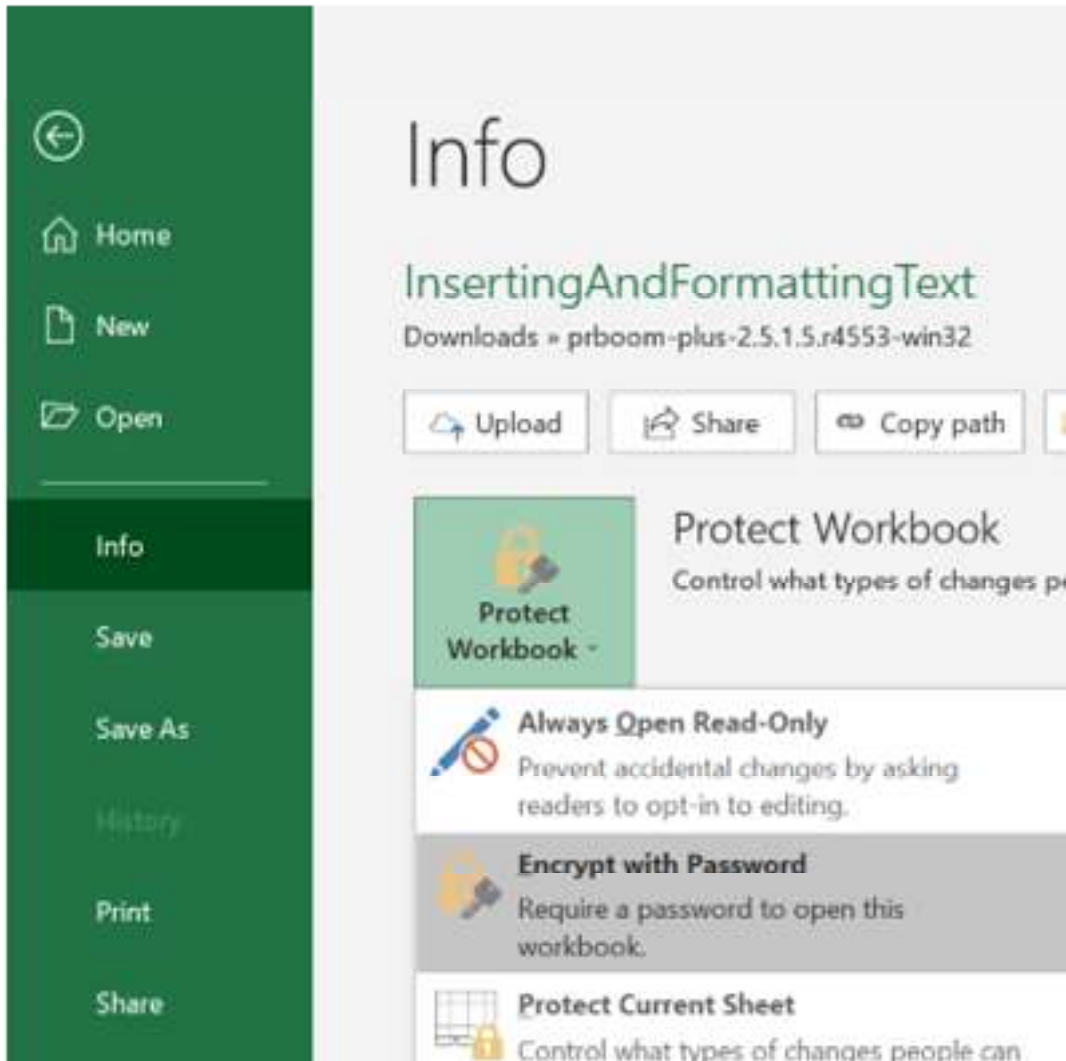 Info
Home
New
Open
Info
Save
Save As
History
Print
Share
InsertingAndFormattingText
Downloads » prboom-plus-2.5.1.5.r4553-win32
Upload
Share
Copy path
Protect
Workbook
Protect Workbook
Control what types of changes
Always Open Read-Only
Prevent accidental changes by asking
readers to opt-in to editing.
Encrypt with Password
Require a password to open this
workbook.
Protect Current Sheet
Control what types of changes people can